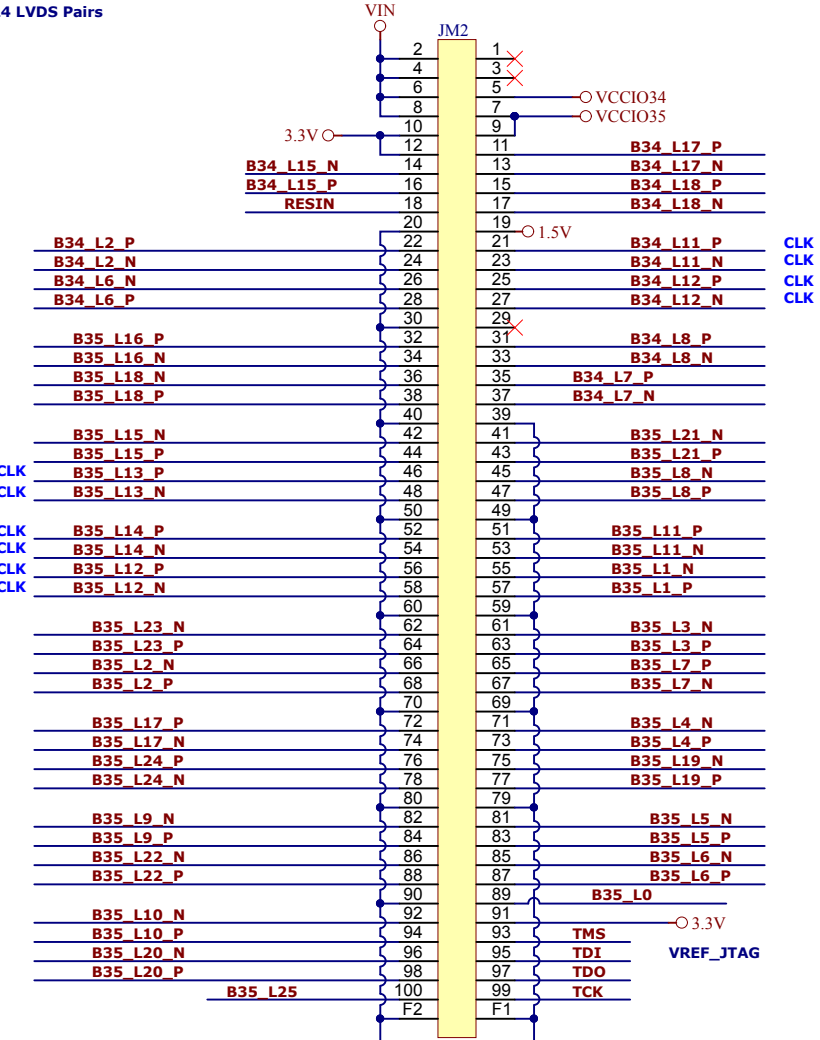 4 LVDS Pairs
VIN
JM2
2 1
4 3
6 5 VCCIO34
8 7 VCCIO35
3.3V 10 9
12 11 B34_L17_P
B34_L15_N 14 13 B34_L17_N
B34_L15_P 16 15 B34_L18_P
RESIN 18 17 B34_L18_N
20 19 1.5V
B34_L2_P 22 21 B34_L11_P CLK
B34_L2_N 24 23 B34_L11_N CLK
B34_L6_N 26 25 B34_L12_P CLK
B34_L6_P 28 27 B34_L12_N CLK
30 29
B35_L16_P 32 31 B34_L8_P
B35_L16_N 34 33 B34_L8_N
B35_L18_N 36 35 B34_L7_P
B35_L18_P 38 37 B34_L7_N
40 39
B35_L15_N 42 41 B35_L21_N
B35_L15_P 44 43 B35_L21_P
CLK B35_L13_P 46 45 B35_L8_N
CLK B35_L13_N 48 47 B35_L8_P
50 49
CLK B35_L14_P 52 51 B35_L11_P
CLK B35_L14_N 54 53 B35_L11_N
CLK B35_L12_P 56 55 B35_L1_N
CLK B35_L12_N 58 57 B35_L1_P
60 59
B35_L23_N 62 61 B35_L3_N
B35_L23_P 64 63 B35_L3_P
B35_L2_N 66 65 B35_L7_P
B35_L2_P 68 67 B35_L7_N
70 69
B35_L17_P 72 71 B35_L4_N
B35_L17_N 74 73 B35_L4_P
B35_L24_P 76 75 B35_L19_N
B35_L24_N 78 77 B35_L19_P
80 79
B35_L9_N 82 81 B35_L5_N
B35_L9_P 84 83 B35_L5_P
B35_L22_N 86 85 B35_L6_N
B35_L22_P 88 87 B35_L6_P
90 89 B35_L0
B35_L10_N 92 91 3.3V
B35_L10_P 94 93 TMS
B35_L20_N 96 95 TDI VREF_JTAG
B35_L20_P 98 97 TDO
B35_L25 100 99 TCK
F2 F1